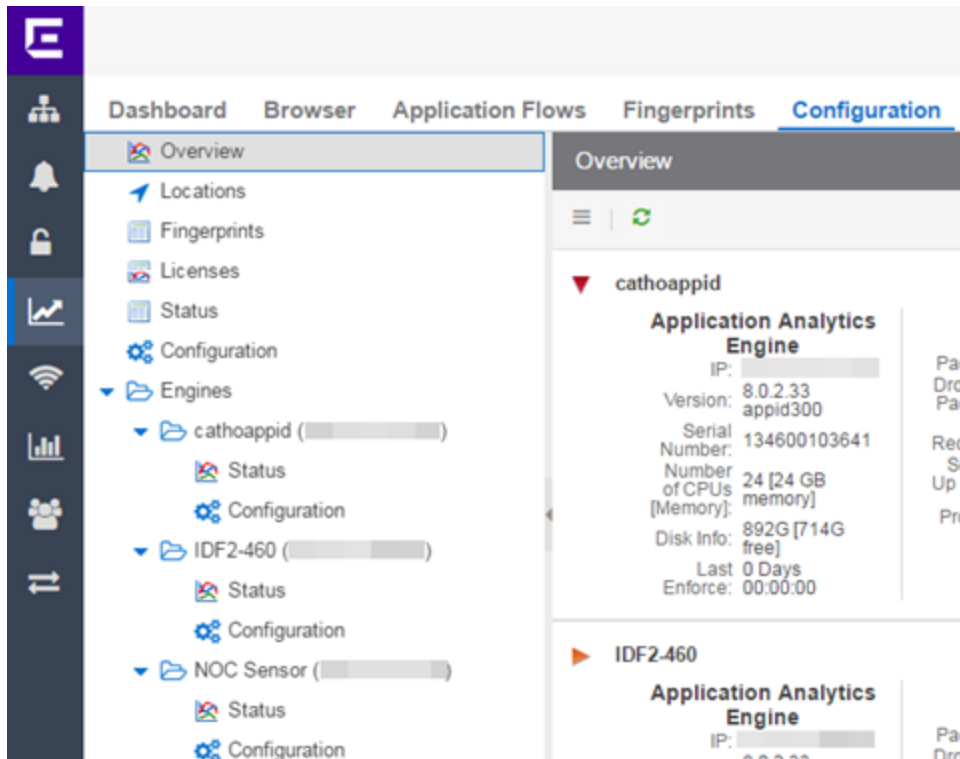 Dashboard Browser Application Flows Fingerprints Configuration
Overview
Locations
Fingerprints
Licenses
Status
Configuration
Engines
cathoappid ( )
Status
Configuration
IDF2-460 ( )
Status
Configuration
NOC Sensor ( )
Status
Configuration
Overview
cathoappid
Application Analytics
Engine
IP:
Version: 8.0.2.33
appid300
Serial
Number: 134600103641
Number
of CPUs
[Memory]: 24 [24 GB
memory]
Disk Info: 892G [714G
free]
Last
Enforce: 0 Days
00:00:00
Up
IDF2-460
Application Analytics
Engine
IP: